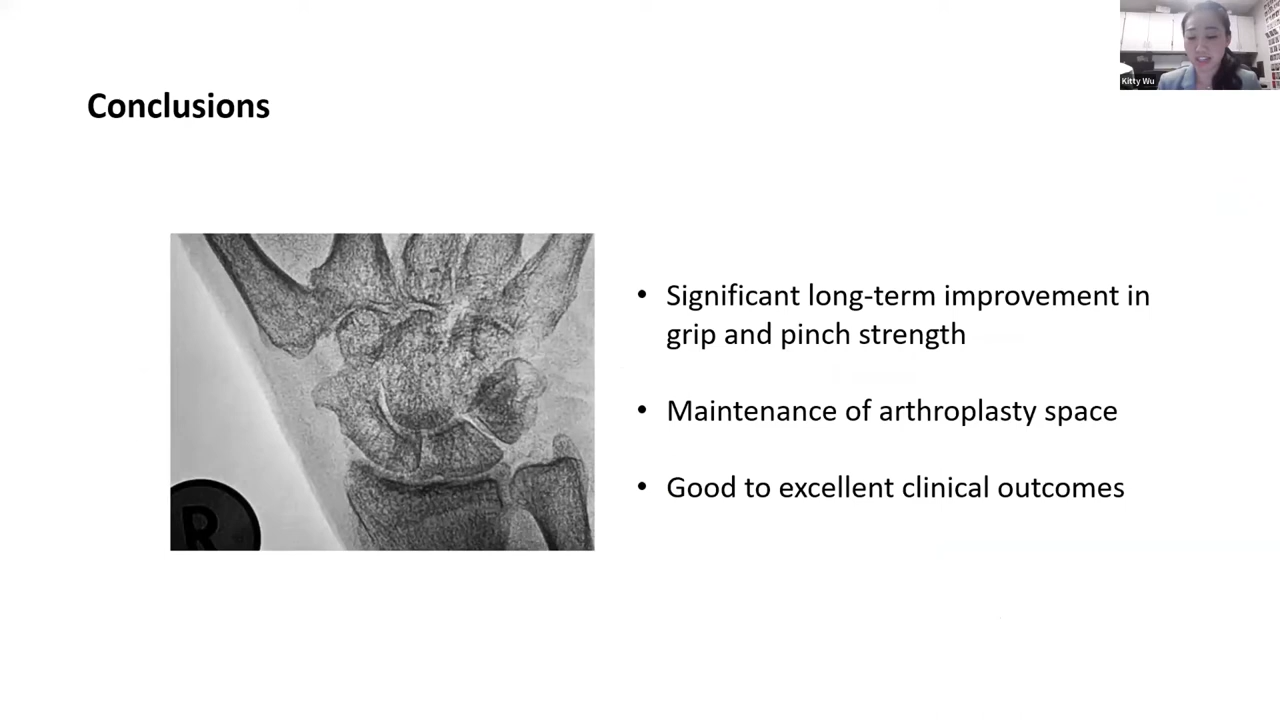 Kitty Wu
Conclusions
• Significant long-term improvement in
grip and pinch strength
• Maintenance of arthroplasty space
• Good to excellent clinical outcomes
R